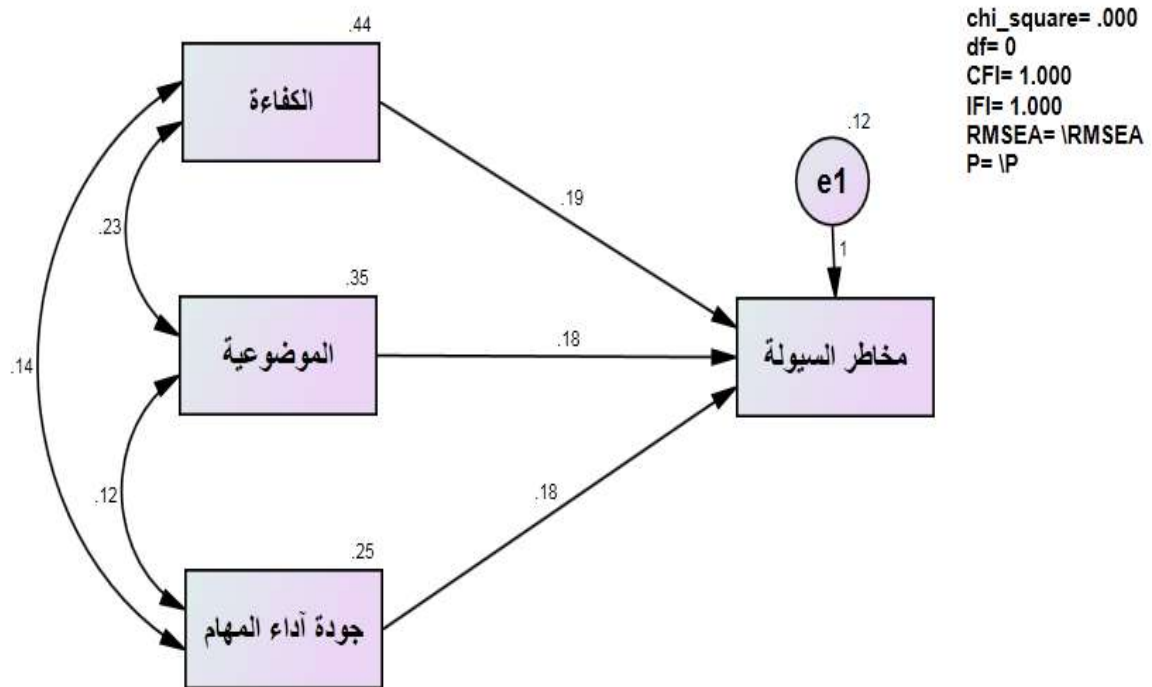 chi_square= .000
df= 0
CFI= 1.000
IFI= 1.000
RMSEA= \RMSEA
P= \P
.44
الكفاءة
.12
e1
1
.19
.23
.35
الموضوعية
.18
مخاطر السيولة
.14
.12
.18
.25
جودة آداء المهام